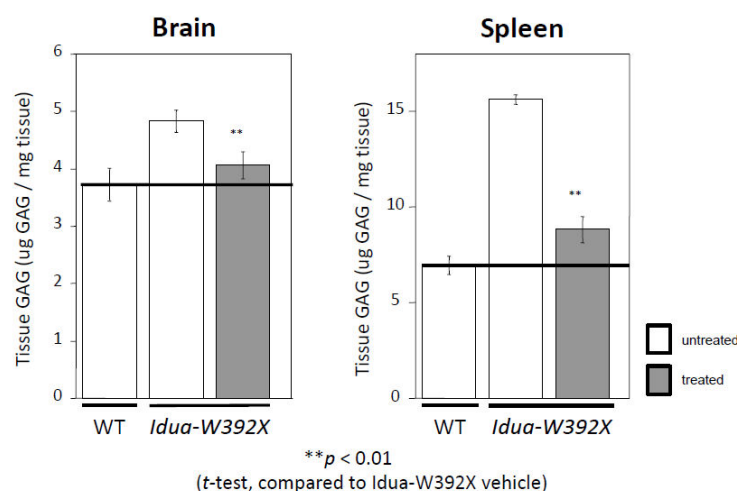 Brain
Tissue GAG (ug GAG / mg tissue)
6
5
4
3
2
1
0
**
WT
Idua-W392X
Spleen
Tissue GAG (ug GAG / mg tissue)
15
10
5
0
**
WT
Idua-W392X
untreated
treated
**p < 0.01
(t-test, compared to Idua-W392X vehicle)